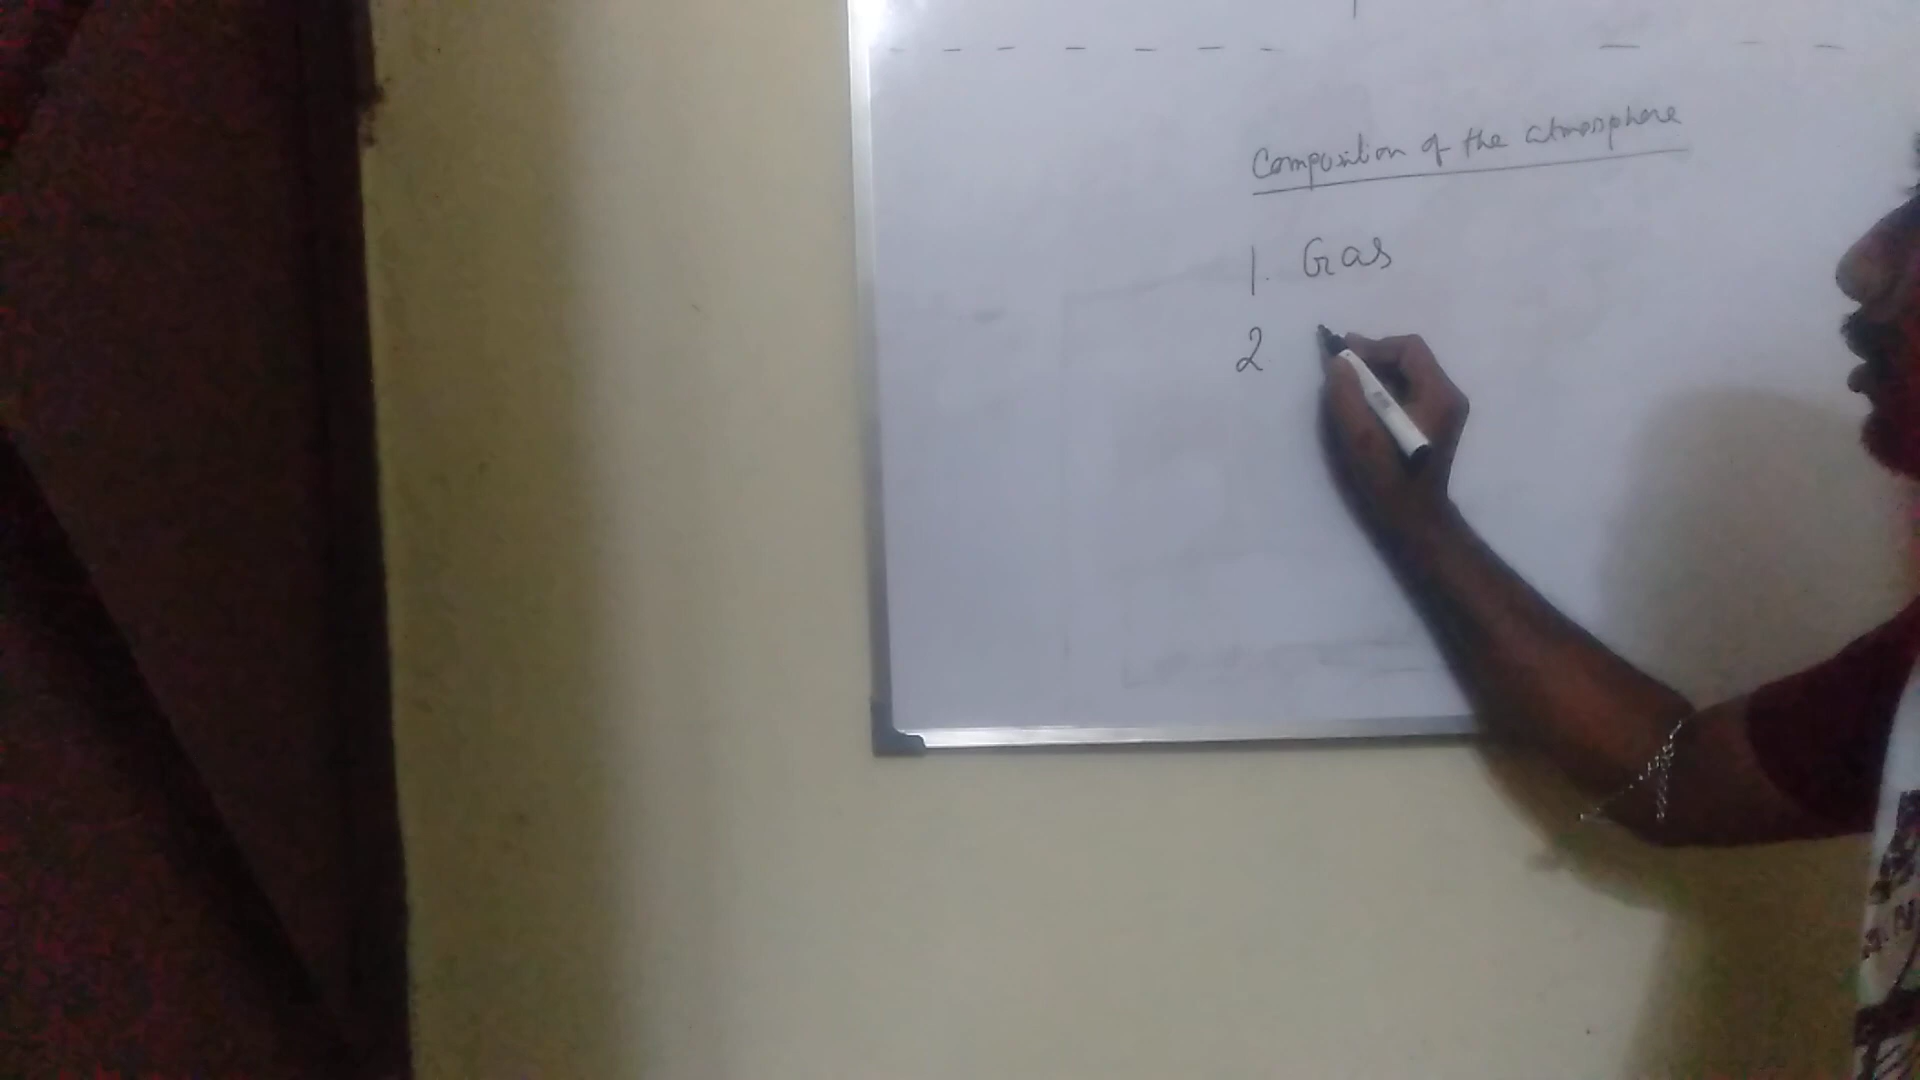 Composition of the atmosphere
1. Gas
2.